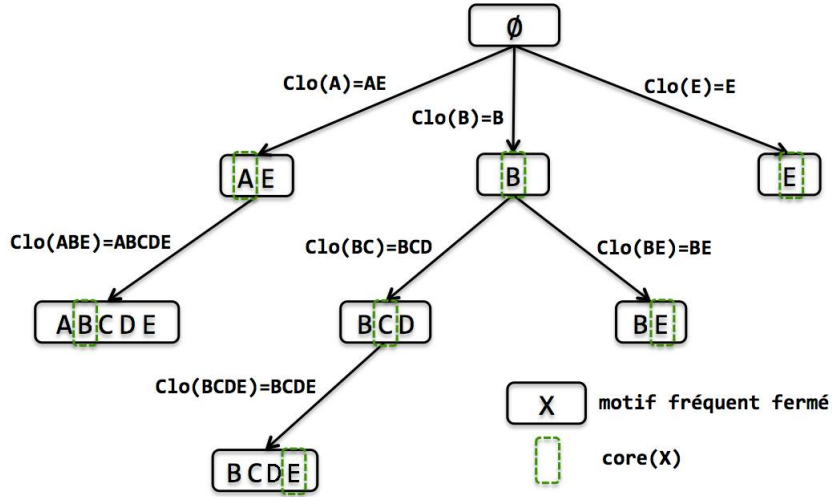 Ø
Clo(A)=AE
Clo(B)=B
Clo(E)=E
A E
B
E
Clo(ABE)=ABCDE
Clo(BC)=BCD
Clo(BE)=BE
A B C D E
B C D
B E
Clo(BCDE)=BCDE
B C D E
X motif fréquent fermé
core(X)